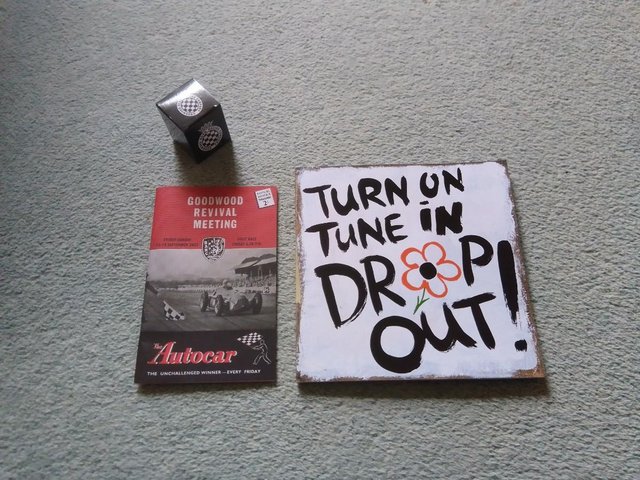 GOODWOOD
REVIVAL
MEETING
The Autocar
THE UNCHALLENGED WINNER — EVERY FRIDAY
TURN ON
TUNE IN
DROP
OUT!